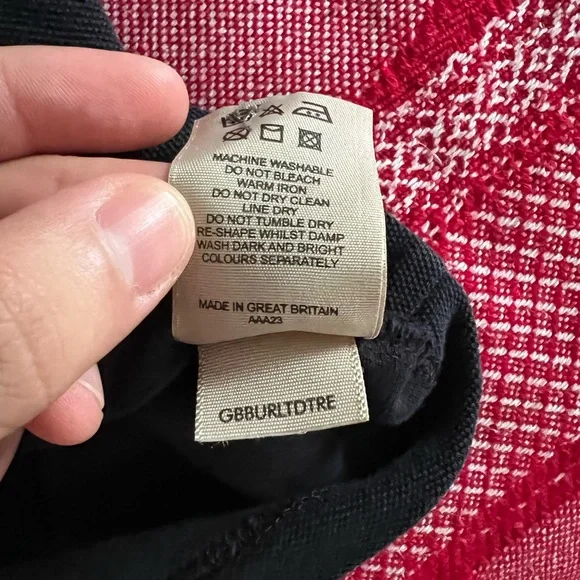 MACHINE WASHABLE
DO NOT BLEACH
WARM IRON
DO NOT DRY CLEAN
LINE DRY
DO NOT TUMBLE DRY
RE-SHAPE WHILST DAMP
WASH DARK AND BRIGHT
COLOURS SEPARATELY
MADE IN GREAT BRITAIN
AAA23
GBBURLTDTRE